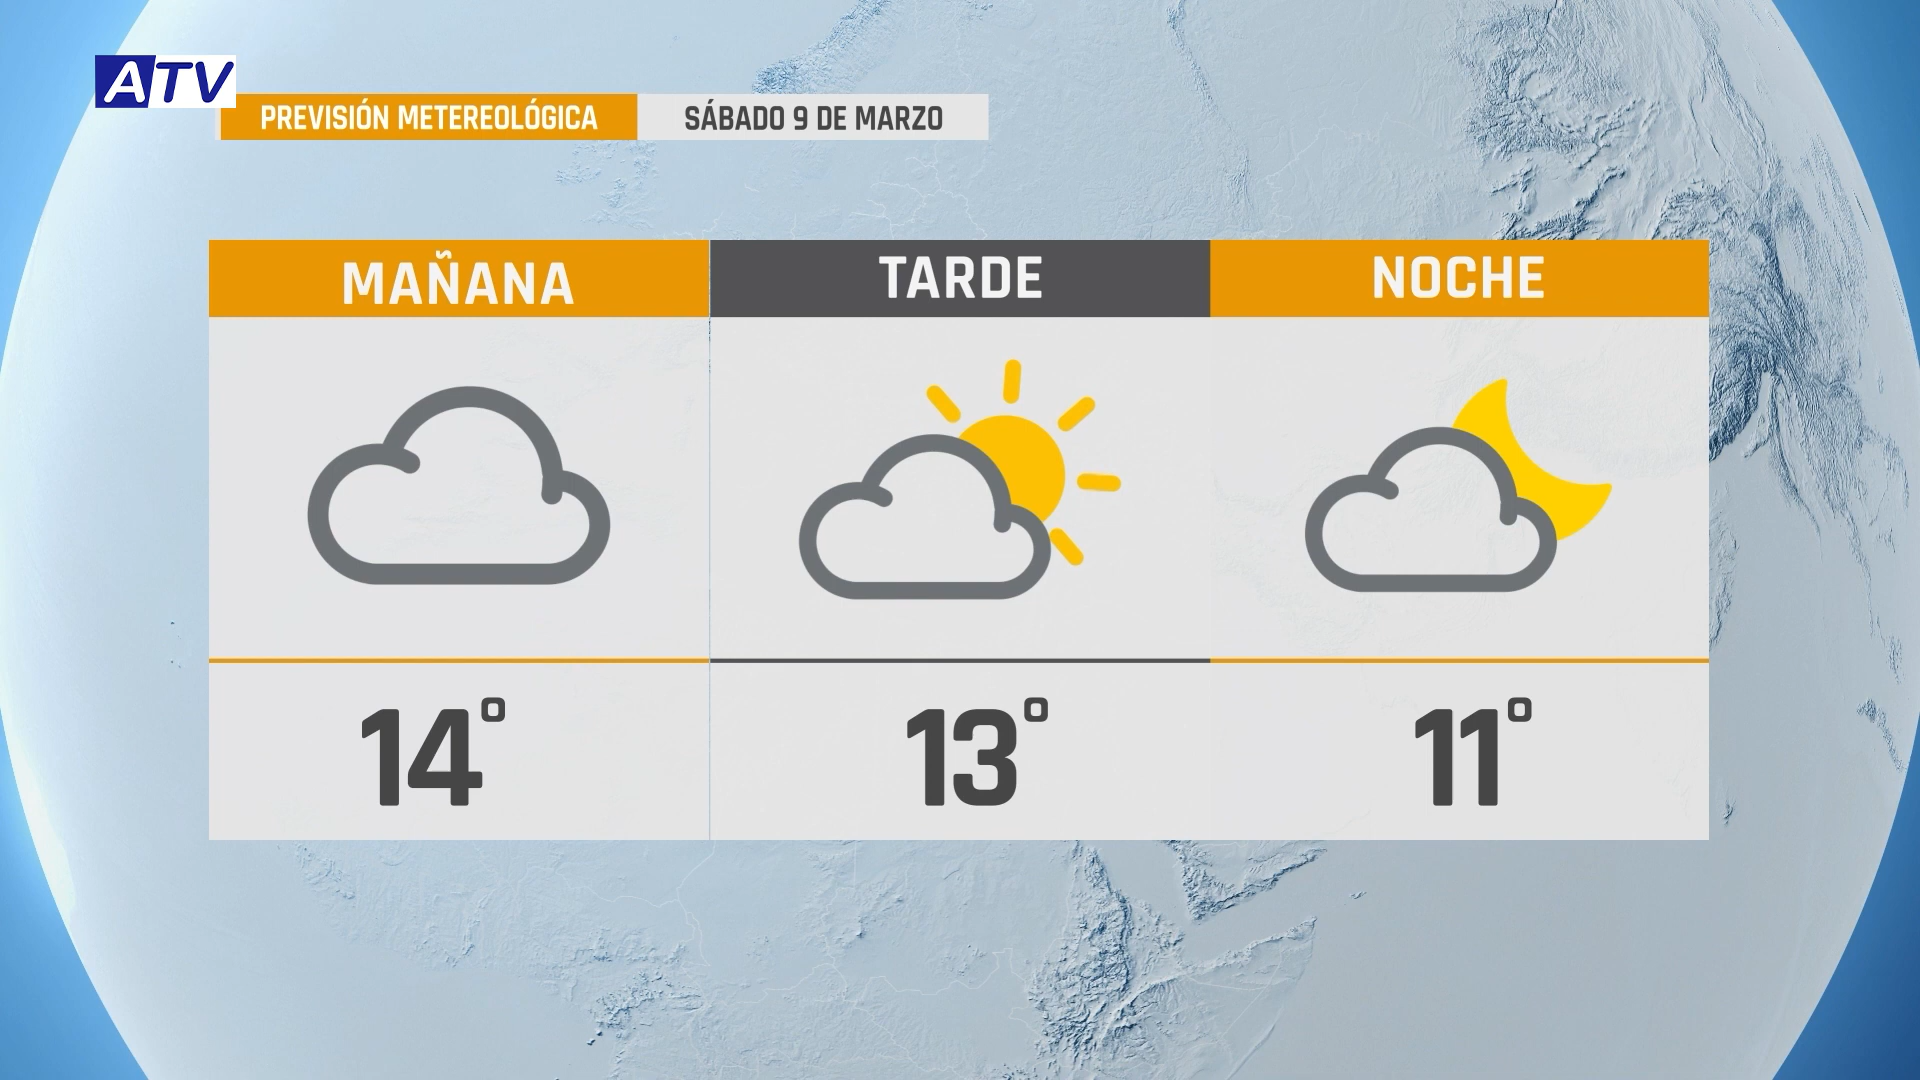 ATV
PREVISIÓN METEREOLÓGICA
SÁBADO 9 DE MARZO
MAÑANA
TARDE
NOCHE
14°
13°
11°